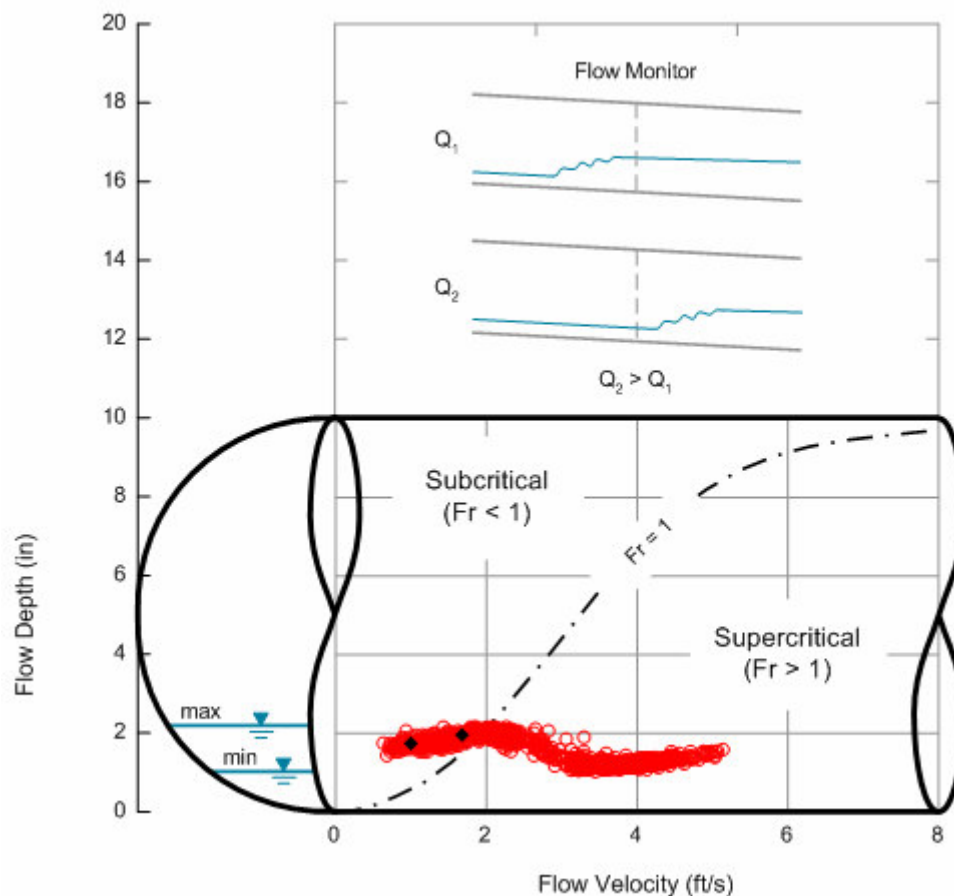 20
18
16
14
12
10
8
6
4
2
0
Flow Depth (in)
Flow Monitor
Q1
Q2
Q2 > Q1
Subcritical
(Fr < 1)
Fr = 1
Supercritical
(Fr > 1)
max
min
0 2 4 6 8
Flow Velocity (ft/s)